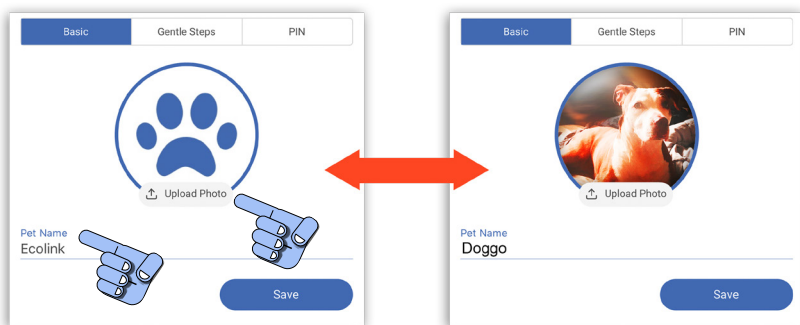 Basic Gentle Steps PIN
Upload Photo
Pet Name
Ecolink
Save
Basic Gentle Steps PIN
Upload Photo
Pet Name
Doggo
Save